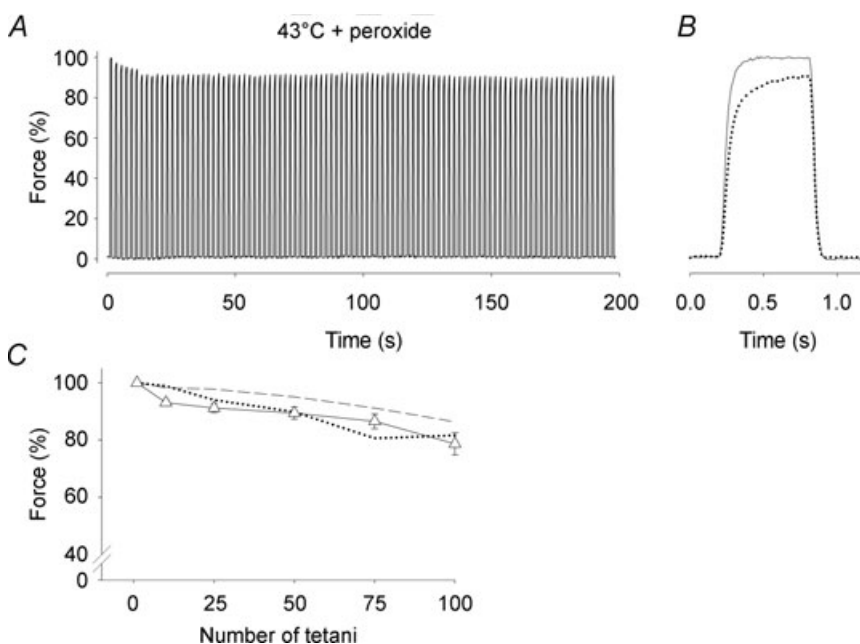 A
43°C + peroxide
B
Force (%)
100
80
60
40
20
0
0 50 100 150 200
Time (s)
0.0 0.5 1.0
Time (s)
C
Force (%)
100
80
60
40
0
0 25 50 75 100
Number of tetani